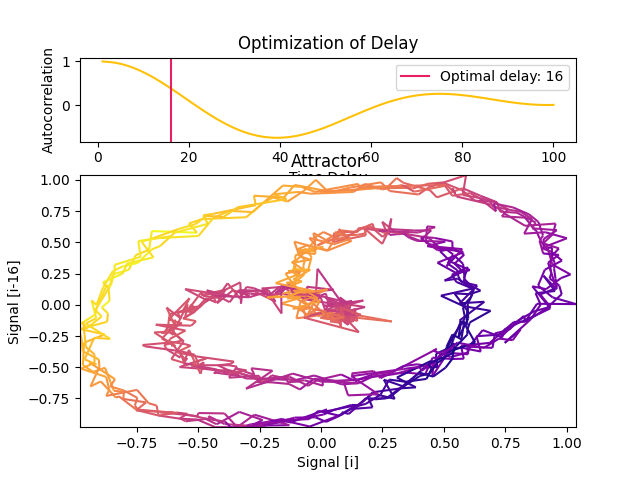 Optimization of Delay
Autocorrelation
1
0
Optimal delay: 16
0 20 40 60 80 100
Time Delay
Attractor
Signal [i-16]
1.00
0.75
0.50
0.25
0.00
−0.25
−0.50
−0.75
−0.75 −0.50 −0.25 0.00 0.25 0.50 0.75 1.00
Signal [i]